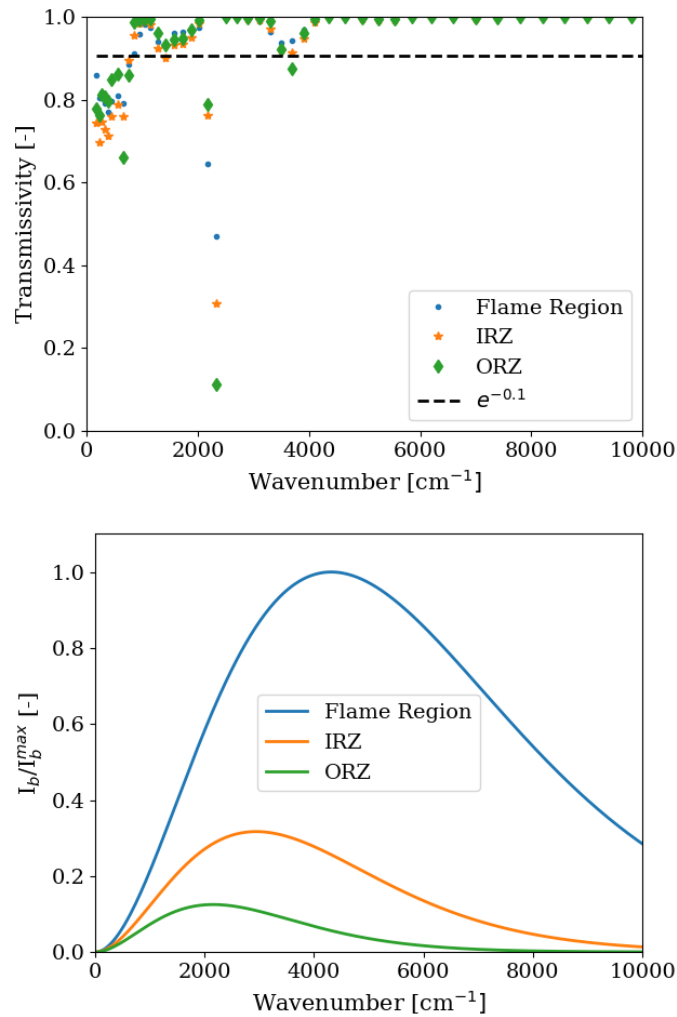 1.0
0.8
0.6
0.4
0.2
0.0
Transmissivity [-]
Flame Region
IRZ
ORZ
e^{-0.1}
0 2000 4000 6000 8000 10000
Wavenumber [cm^{-1}]
1.0
0.8
0.6
0.4
0.2
0.0
I_b/I_b^{max} [-]
Flame Region
IRZ
ORZ
0 2000 4000 6000 8000 10000
Wavenumber [cm^{-1}]